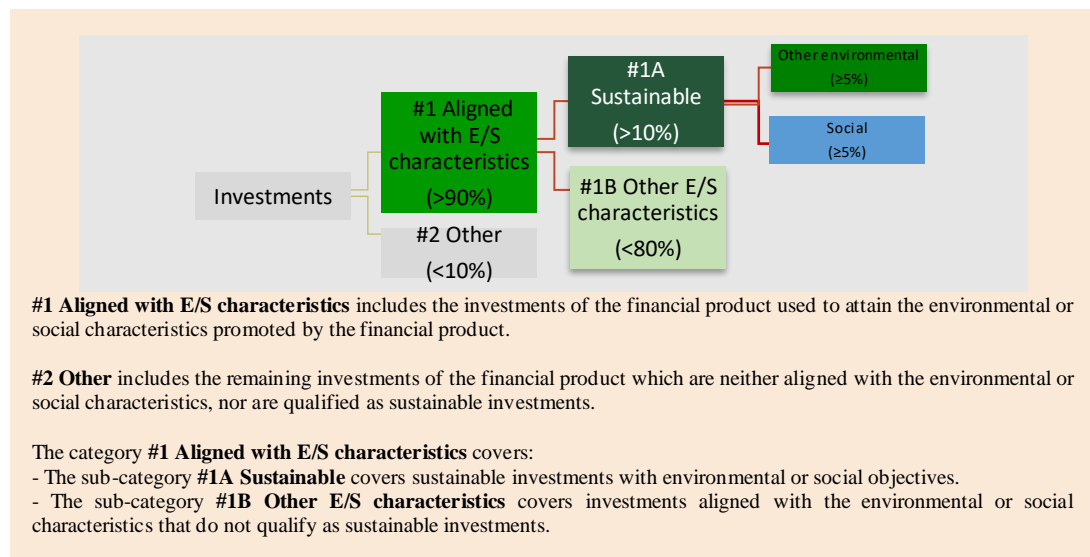 Investments
#1 Aligned
with E/S
characteristics
(>90%)
#2 Other
(<10%)
#1A
Sustainable
(>10%)
#1B Other E/S
characteristics
(<80%)
Other environmental
(≥5%)
Social
(≥5%)
#1 Aligned with E/S characteristics includes the investments of the financial product used to attain the environmental or
social characteristics promoted by the financial product.
#2 Other includes the remaining investments of the financial product which are neither aligned with the environmental or
social characteristics, nor are qualified as sustainable investments.
The category #1 Aligned with E/S characteristics covers:
- The sub-category #1A Sustainable covers sustainable investments with environmental or social objectives.
- The sub-category #1B Other E/S characteristics covers investments aligned with the environmental or social
characteristics that do not qualify as sustainable investments.